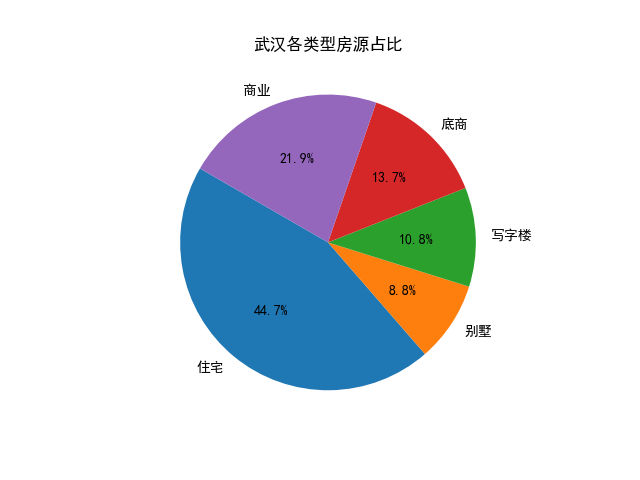 武汉各类型房源占比
商业
21.9%
底商
13.7%
写字楼
10.8%
别墅
8.8%
住宅
44.7%